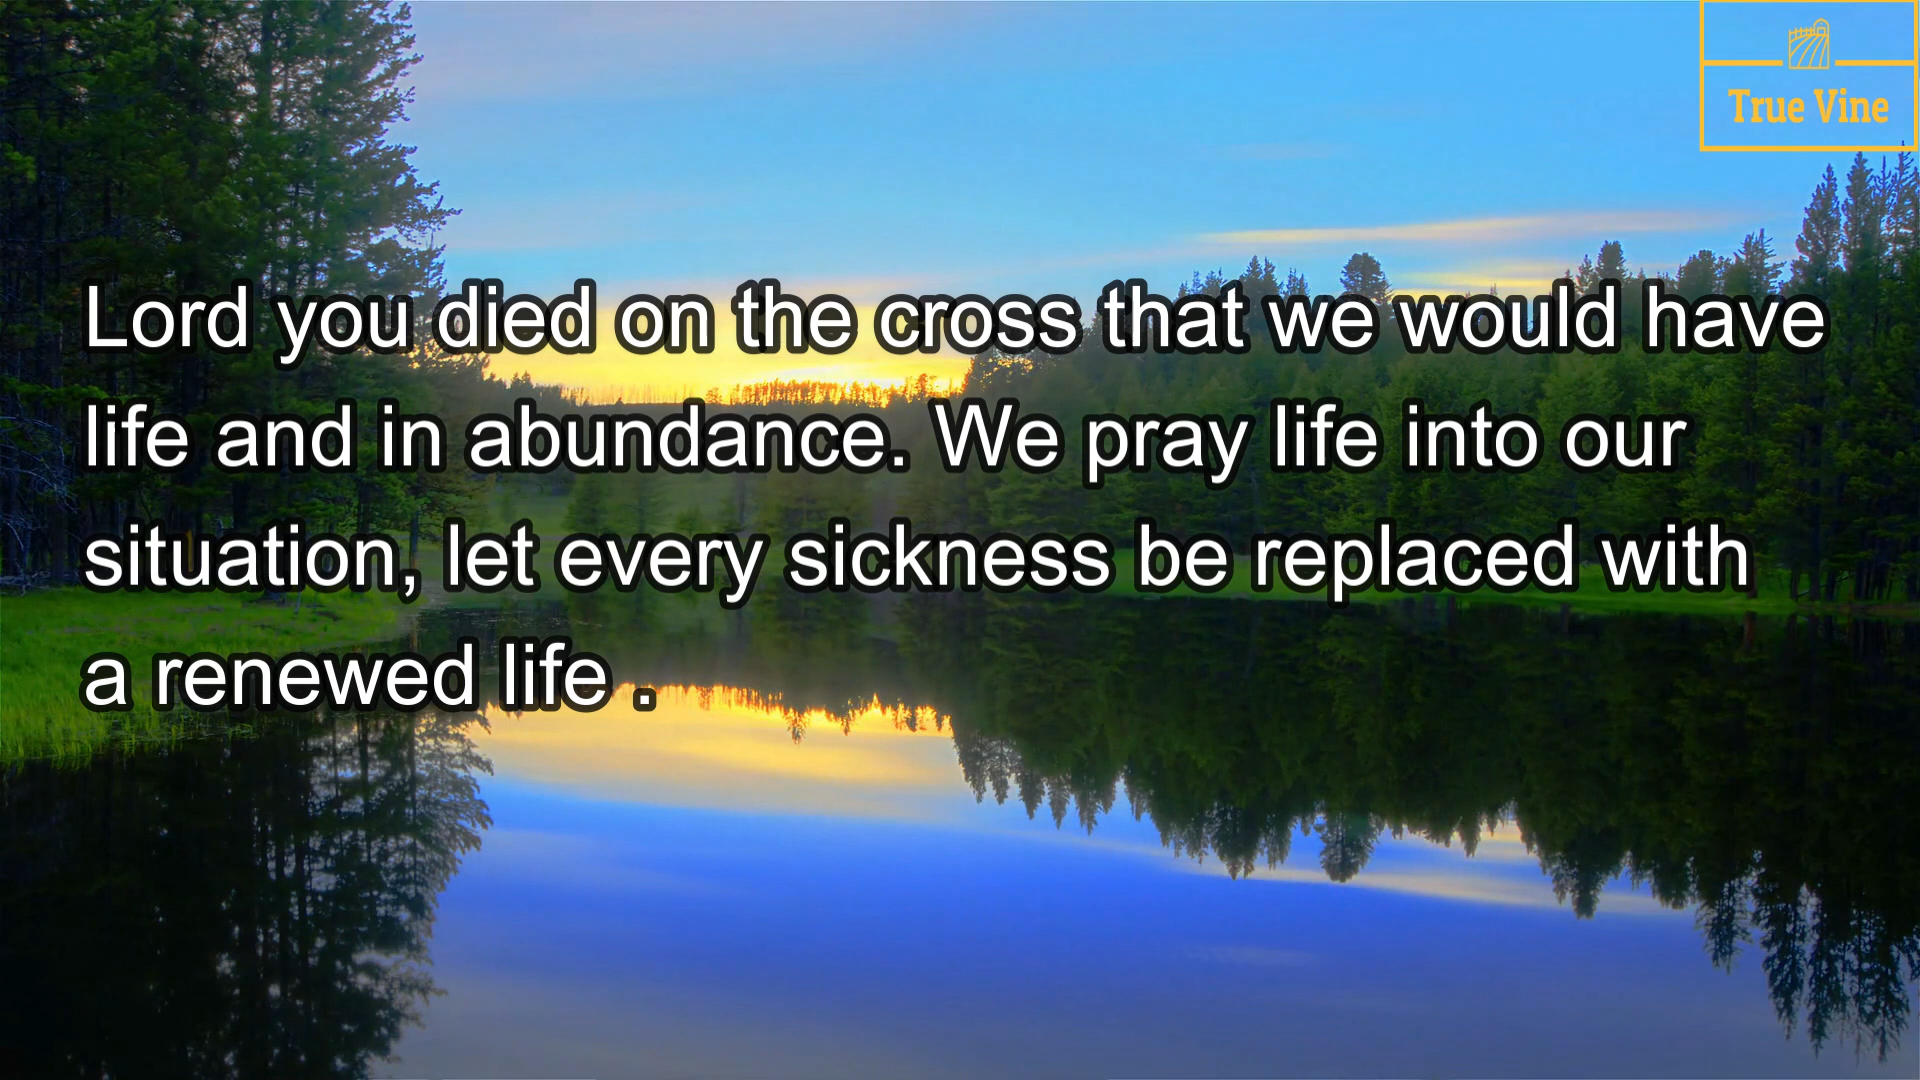 True Vine
Lord you died on the cross that we would have
life and in abundance. We pray life into our
situation, let every sickness be replaced with
a renewed life .